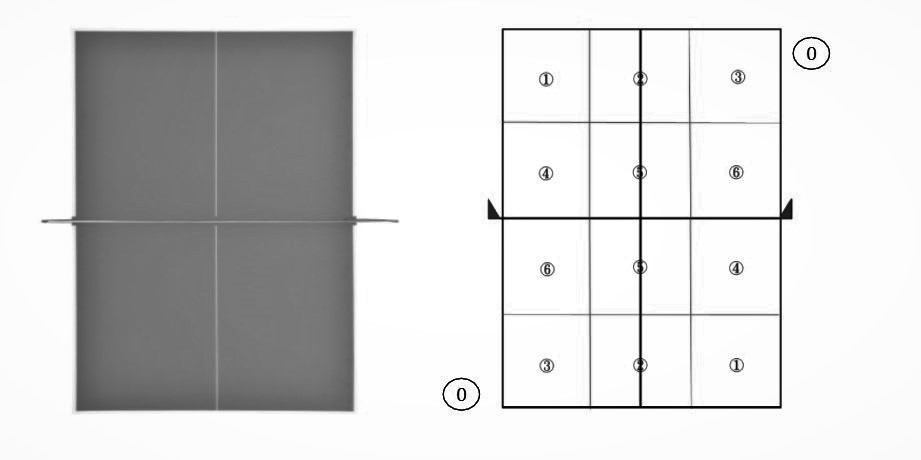 0
① ② ③
④ ⑤ ⑥
⑥ ⑤ ④
③ ② ①
0